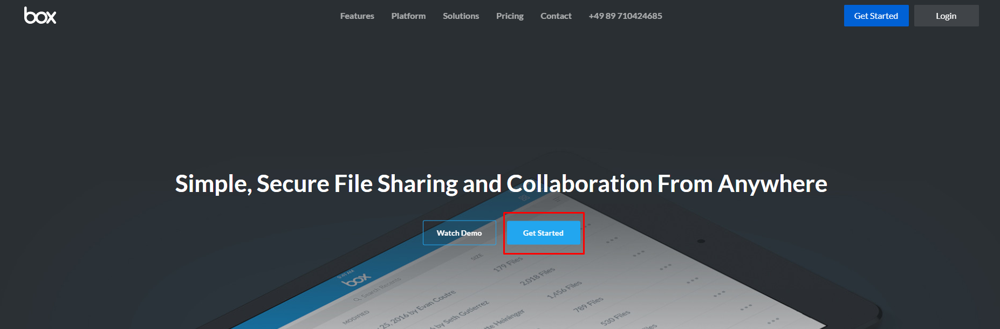 box
Features Platform Solutions Pricing Contact +49 89 710424685
Get Started Login
Simple, Secure File Sharing and Collaboration From Anywhere
Watch Demo Get Started
9:41 AM
box
Search Recents
MODIFIED
SIZE
25, 2016 by Evan Coutre
179 Files
by Seth Gutierrez
2,018 Files
Heininger
1,456 Files
789 Files
530 Files
Files